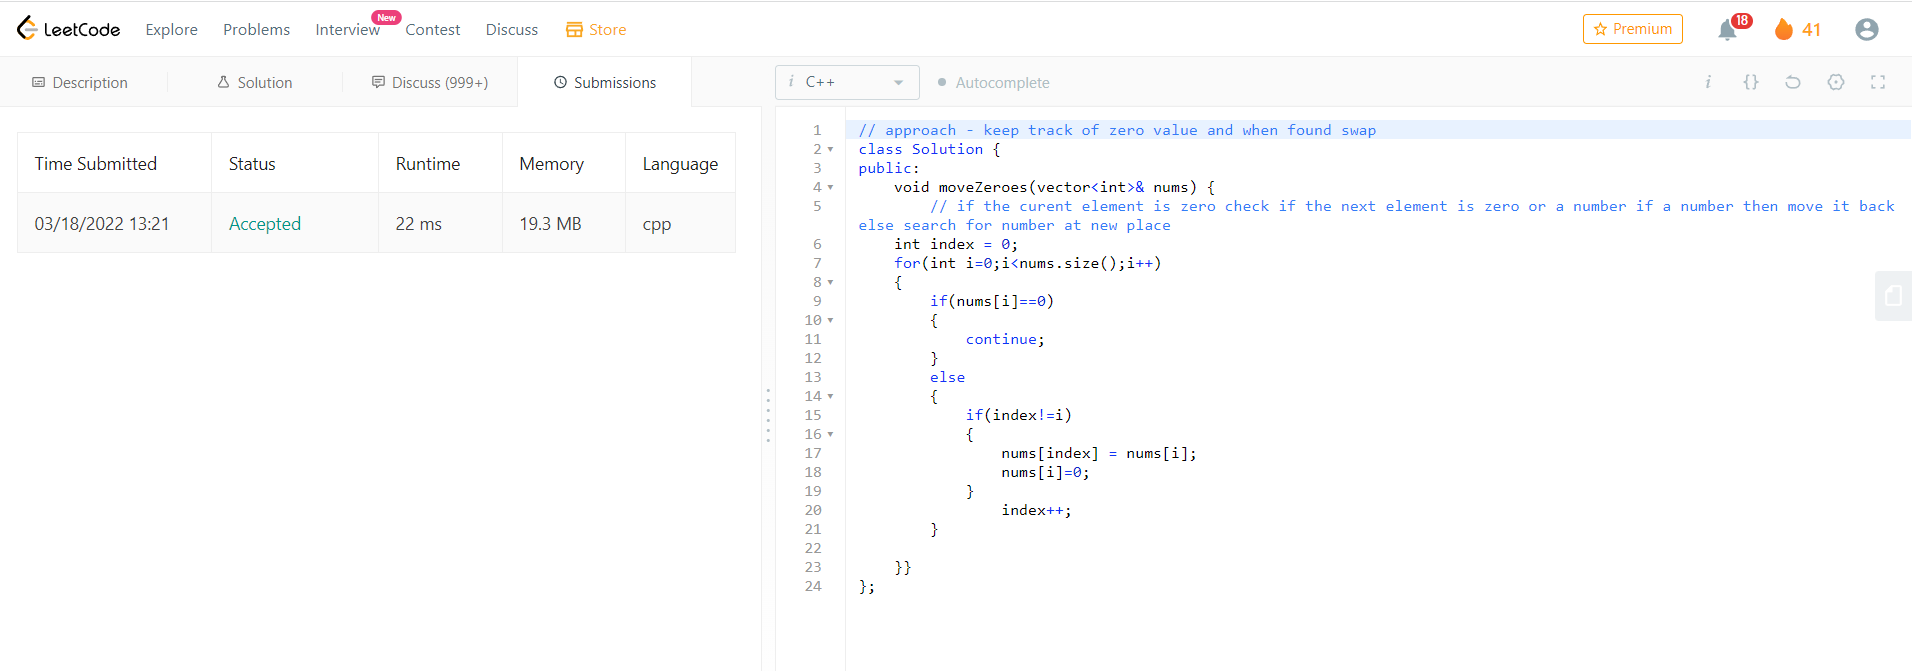 LeetCode Explore Problems Interview New Contest Discuss Store Premium 18 41
Description Solution Discuss (999+) Submissions
i C++ Autocomplete i {}
Time Submitted Status Runtime Memory Language
03/18/2022 13:21 Accepted 22 ms 19.3 MB cpp
1 // approach - keep track of zero value and when found swap
2 class Solution {
3 public:
4 void moveZeroes(vector<int>& nums) {
5 // if the curent element is zero check if the next element is zero or a number if a number then move it back
else search for number at new place
6 int index = 0;
7 for(int i=0;i<nums.size();i++)
8 {
9 if(nums[i]==0)
10 {
11 continue;
12 }
13 else
14 {
15 if(index!=i)
16 {
17 nums[index] = nums[i];
18 nums[i]=0;
19 }
20 index++;
21 }
22
23 }}
24 };